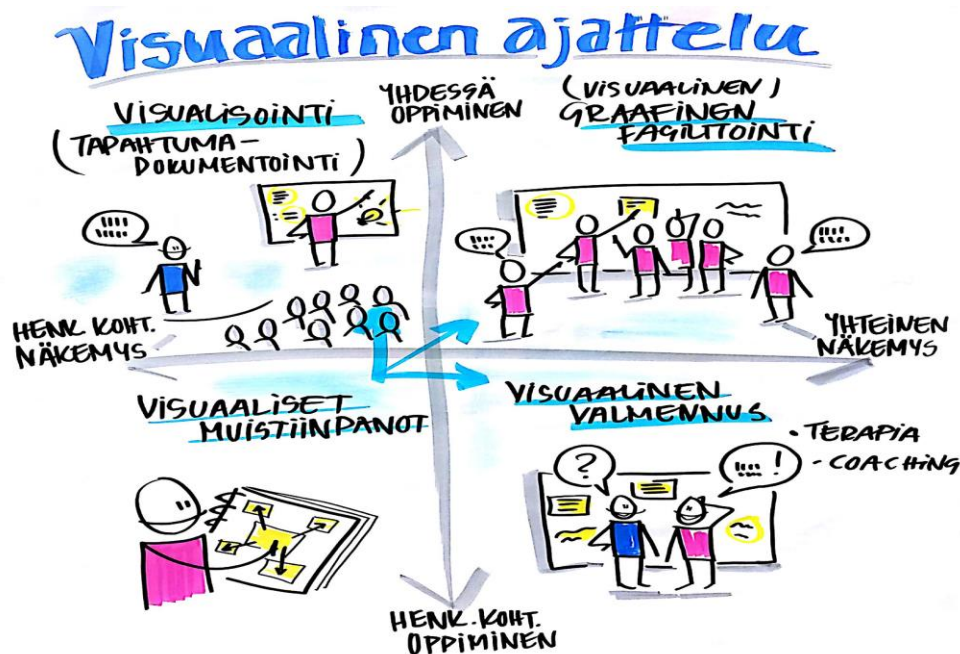 Visuaalinen ajattelu
VISUALISOINTI
(TAPAHTUMA-
DOKUMENTOINTI)
YHDESSÄ
OPPIMINEN
(VISUAALINEN)
GRAAFINEN
FASILITOINTI
HENK. KOHT.
NÄKEMYS
YHTEINEN
NÄKEMYS
VISUAALISET
MUISTIINPANOT
VISUAALINEN
VALMENNUS
• TERAPIA
- COACHING
?
!
HENK. KOHT.
OPPIMINEN